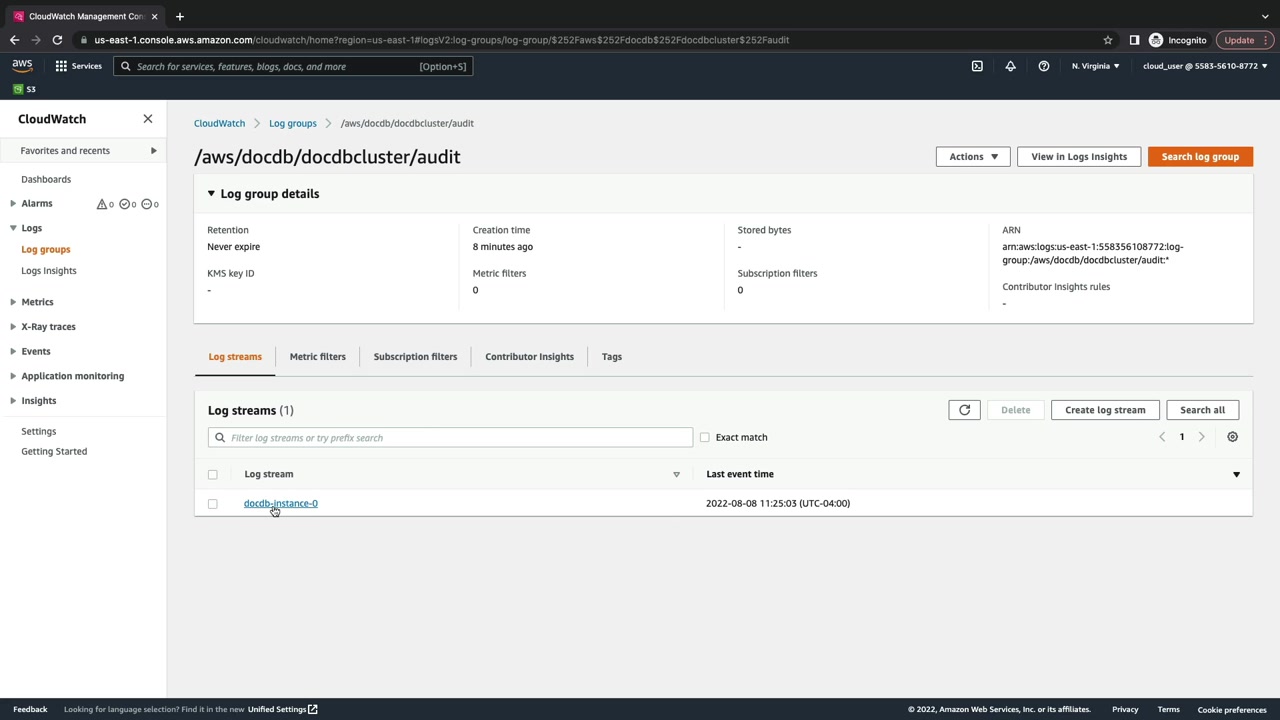 CloudWatch Management Con
us-east-1.console.aws.amazon.com/cloudwatch/home?region=us-east-1#logsV2:log-groups/log-group/$252Faws$252Fdocdb$252Fdocdbcluster$252Faudit
Incognito
Update
aws
Services
Search for services, features, blogs, docs, and more
[Option+S]
N. Virginia
cloud_user @ 5583-5610-8772
S3
CloudWatch
Favorites and recents
Dashboards
Alarms
0
0
0
Logs
Log groups
Logs Insights
Metrics
X-Ray traces
Events
Application monitoring
Insights
Settings
Getting Started
CloudWatch
Log groups
/aws/docdb/docdbcluster/audit
/aws/docdb/docdbcluster/audit
Actions
View in Logs Insights
Search log group
Log group details
Retention
Never expire
KMS key ID
-
Creation time
8 minutes ago
Metric filters
0
Stored bytes
-
Subscription filters
0
ARN
arn:aws:logs:us-east-1:558356108772:log-
group:/aws/docdb/docdbcluster/audit:*
Contributor Insights rules
-
Log streams
Metric filters
Subscription filters
Contributor Insights
Tags
Log streams (1)
Delete
Create log stream
Search all
Filter log streams or try prefix search
Exact match
1
Log stream
Last event time
docdb-instance-0
2022-08-08 11:25:03 (UTC-04:00)
Feedback
Looking for language selection? Find it in the new Unified Settings
© 2022, Amazon Web Services, Inc. or its affiliates.
Privacy
Terms
Cookie preferences